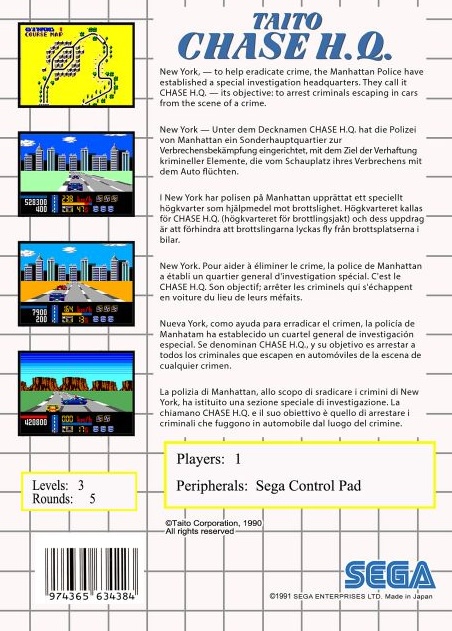 TAITO
CHASE H.Q.
COURSE MAP
New York, — to help eradicate crime, the Manhattan Police have
established a special investigation headquarters. They call it
CHASE H.Q. — its objective: to arrest criminals escaping in cars
from the scene of a crime.
New York — Unter dem Decknamen CHASE H.Q. hat die Polizei
von Manhattan ein Sonderhauptquartier zur
Verbrechensbekämpfung eingerichtet, mit dem Ziel der Verhaftung
krimineller Elemente, die vom Schauplatz ihres Verbrechens mit
dem Auto flüchten.
I New York har polisen på Manhattan upprättat ett speciellt
högkvarter som hjälpmedel mot brottslighet. Högkvarteret kallas
för CHASE H.Q. (högkvarteret för brottlingsjakt) och dess uppdrag
är att förhindra att brottslingarna lyckas fly från brottsplatserna i
bilar.
New York. Pour aider à éliminer le crime, la police de Manhattan
a établi un quartier general d'investigation spécial. C'est le
CHASE H.Q. Son objectif; arrêter les criminels qui s'échappent
en voiture du lieu de leurs méfaits.
Nueva York, como ayuda para erradicar el crimen, la policía de
Manhatam ha establecido un cuartel general de investigación
especial. Se denominan CHASE H.Q., y su objetivo es arrestar a
todos los criminales que escapen en automóviles de la escena de
cualquier crimen.
La polizia di Manhattan, allo scopo di sradicare i crimini di New
York, ha istituito una sezione speciale di investigazione. La
chiamano CHASE H.Q. e il suo obiettivo è quello di arrestare i
criminali che fuggono in automobile dal luogo del crimine.
528300
400
238
47
7900
200
164
420800
000
Levels: 3
Rounds: 5
Players: 1
Peripherals: Sega Control Pad
©Taito Corporation, 1990
All rights reserved
974365 634384
SEGA
©1991 SEGA ENTERPRISES LTD. Made in Japan